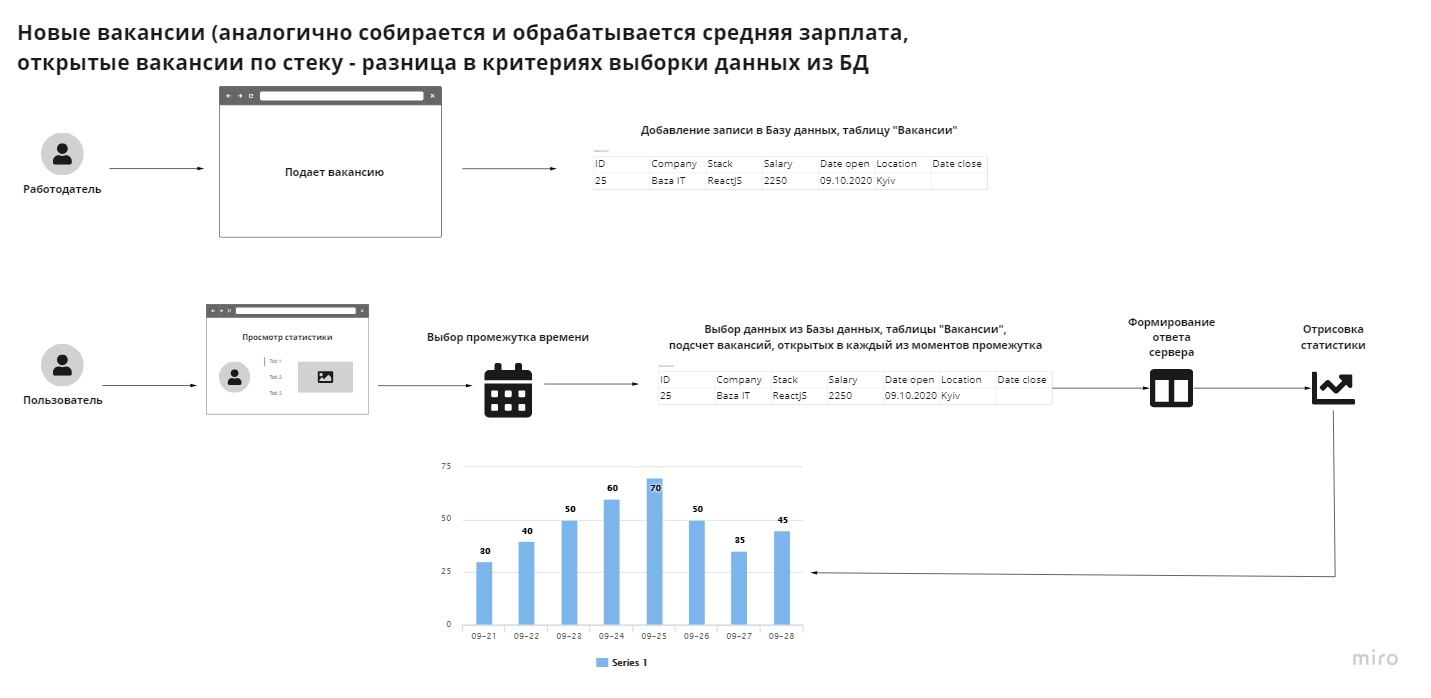 Новые вакансии (аналогично собирается и обрабатывается средняя зарплата,
открытые вакансии по стеку - разница в критериях выборки данных из БД
Работодатель
Подает вакансию
Добавление записи в Базу данных, таблицу "Вакансии"
ID Company Stack Salary Date open Location Date close
25 Baza IT ReactJS 2250 09.10.2020 Kyiv
Пользователь
Просмотр статистики
Tab 1
Tab 2
Tab 3
Выбор промежутка времени
Выбор данных из Базы данных, таблицы "Вакансии",
подсчет вакансий, открытых в каждый из моментов промежутка
ID Company Stack Salary Date open Location Date close
25 Baza IT ReactJS 2250 09.10.2020 Kyiv
Формирование
ответа
сервера
Отрисовка
статистики
75
50
25
0
30
40
50
60
70
50
35
45
09-21 09-22 09-23 09-24 09-25 09-26 09-27 09-28
Series 1
miro